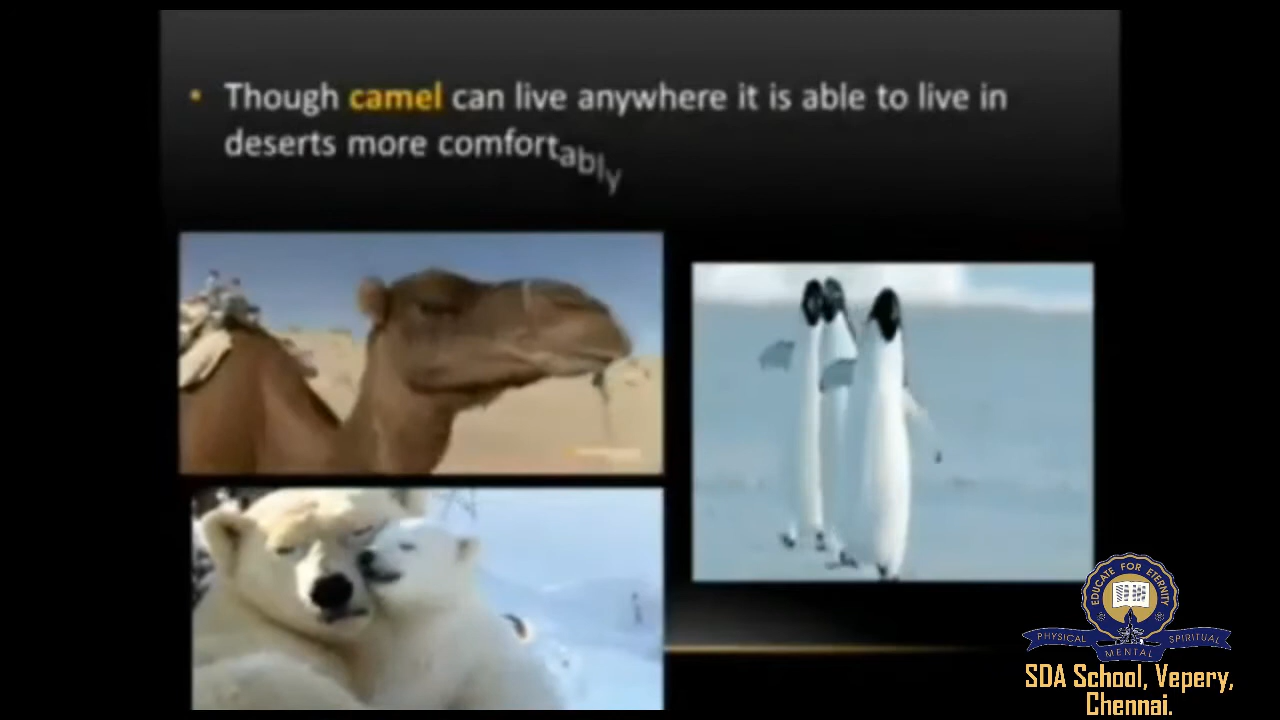 • Though camel can live anywhere it is able to live in
deserts more comfortably
EDUCATE FOR ETERNITY
PHYSICAL
MENTAL
SPIRITUAL
SDA School, Vepery,
Chennai.